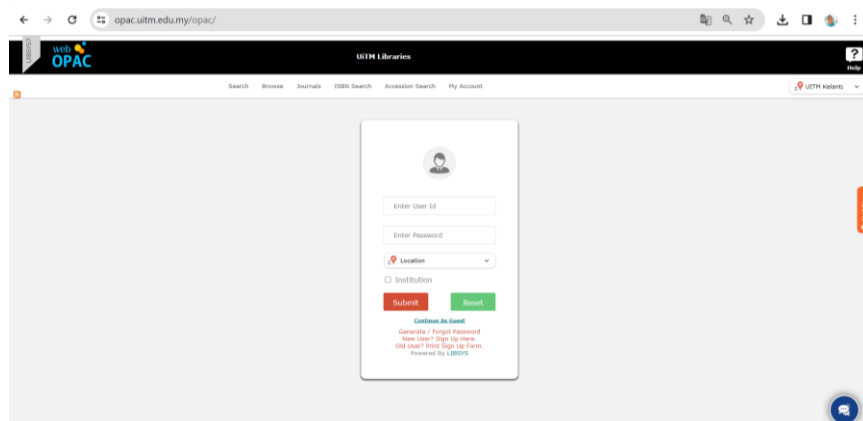 opac.uitm.edu.my/opac/
LIBSYS7
web
OPAC
UiTM Libraries
?
Help
Search Browse Journals ISBN Search Accession Search My Account
UITM Kelanta
Enter User Id
Enter Password
Location
Institution
Submit Reset
Continue As Guest
Generate / Forgot Password
New User? Sign Up Here.
Old User? Print Sign Up Form.
Powered By LIBSYS